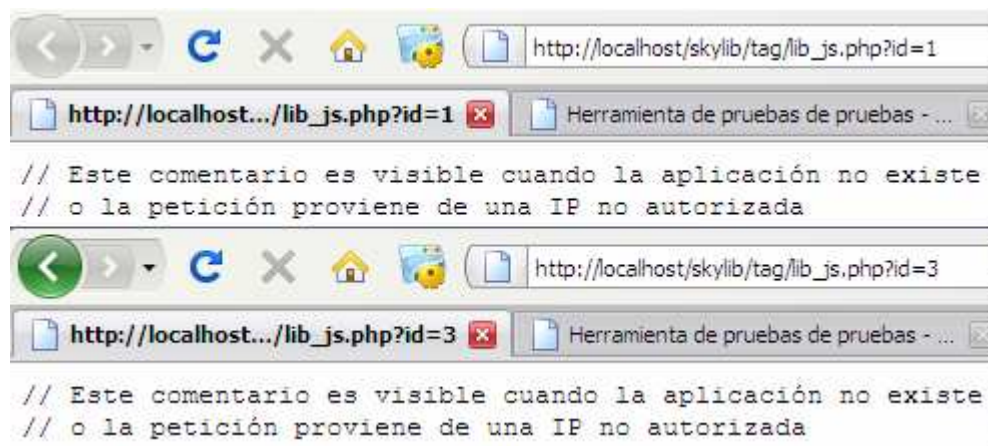 http://localhost/skylib/tag/lib_js.php?id=1
http://localhost.../lib_js.php?id=1 Herramienta de pruebas de pruebas - ...
// Este comentario es visible cuando la aplicación no existe
// o la petición proviene de una IP no autorizada
http://localhost/skylib/tag/lib_js.php?id=3
http://localhost.../lib_js.php?id=3 Herramienta de pruebas de pruebas - ...
// Este comentario es visible cuando la aplicación no existe
// o la petición proviene de una IP no autorizada